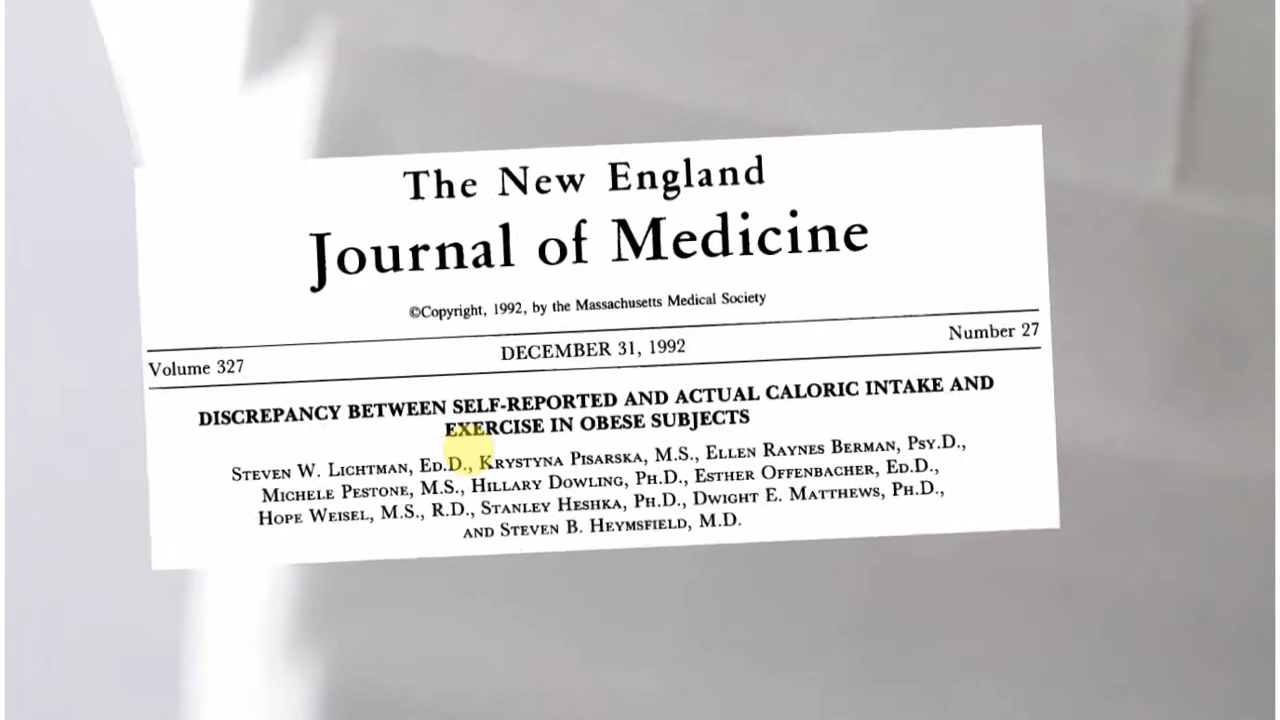 The New England
Journal of Medicine
©Copyright, 1992, by the Massachusetts Medical Society
Volume 327 DECEMBER 31, 1992 Number 27
DISCREPANCY BETWEEN SELF-REPORTED AND ACTUAL CALORIC INTAKE AND
EXERCISE IN OBESE SUBJECTS
STEVEN W. LICHTMAN, ED.D., KRYSTYNA PISARSKA, M.S., ELLEN RAYNES BERMAN, PSY.D.,
MICHELE PESTONE, M.S., HILLARY DOWLING, PH.D., ESTHER OFFENBACHER, ED.D.,
HOPE WEISEL, M.S., R.D., STANLEY HESHKA, PH.D., DWIGHT E. MATTHEWS, PH.D.,
AND STEVEN B. HEYMSFIELD, M.D.